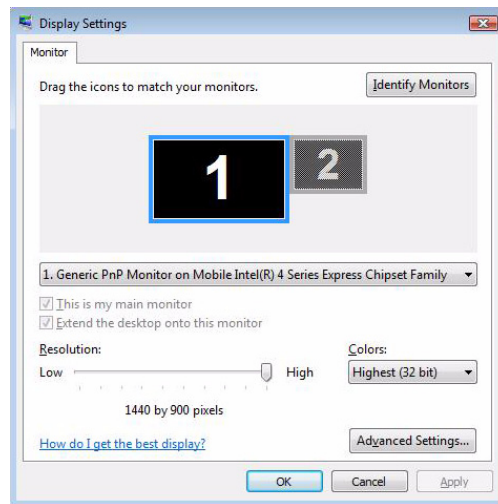 Display Settings
Monitor
Drag the icons to match your monitors.
Identify Monitors
1
2
1. Generic PnP Monitor on Mobile Intel(R) 4 Series Express Chipset Family
This is my main monitor
Extend the desktop onto this monitor
Resolution:
Colors:
Low
High
Highest (32 bit)
1440 by 900 pixels
How do I get the best display?
Advanced Settings...
OK
Cancel
Apply